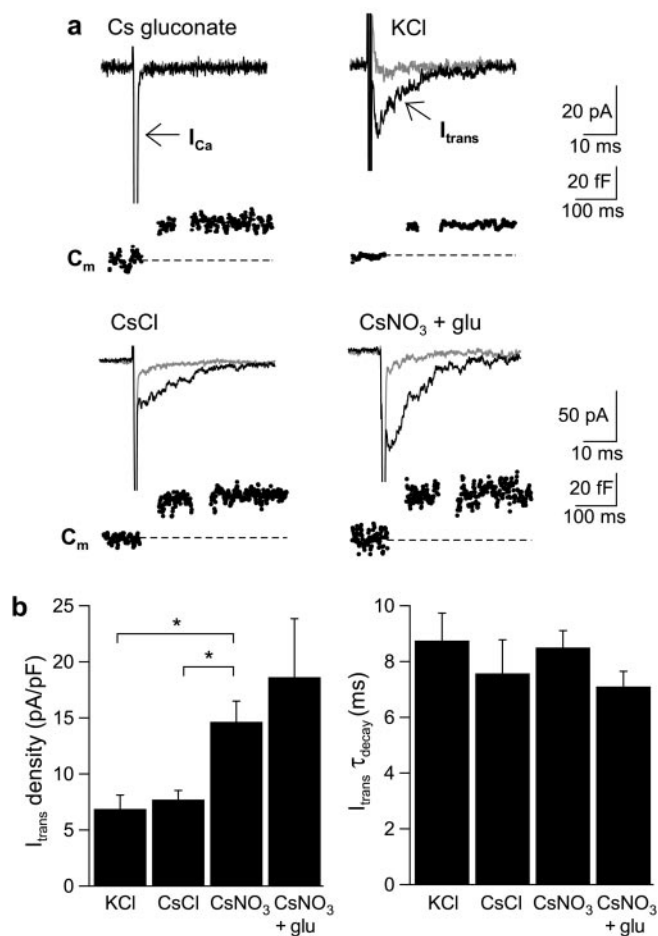 a
Cs gluconate
KCl
I_Ca
I_trans
20 pA
10 ms
20 fF
100 ms
C_m
CsCl
CsNO₃ + glu
50 pA
10 ms
20 fF
100 ms
C_m
b
I_trans density (pA/pF)
25
20
15
10
5
0
*
*
KCl
CsCl
CsNO₃
CsNO₃
+ glu
I_trans τ_decay (ms)
10
8
6
4
2
0
KCl
CsCl
CsNO₃
CsNO₃
+ glu